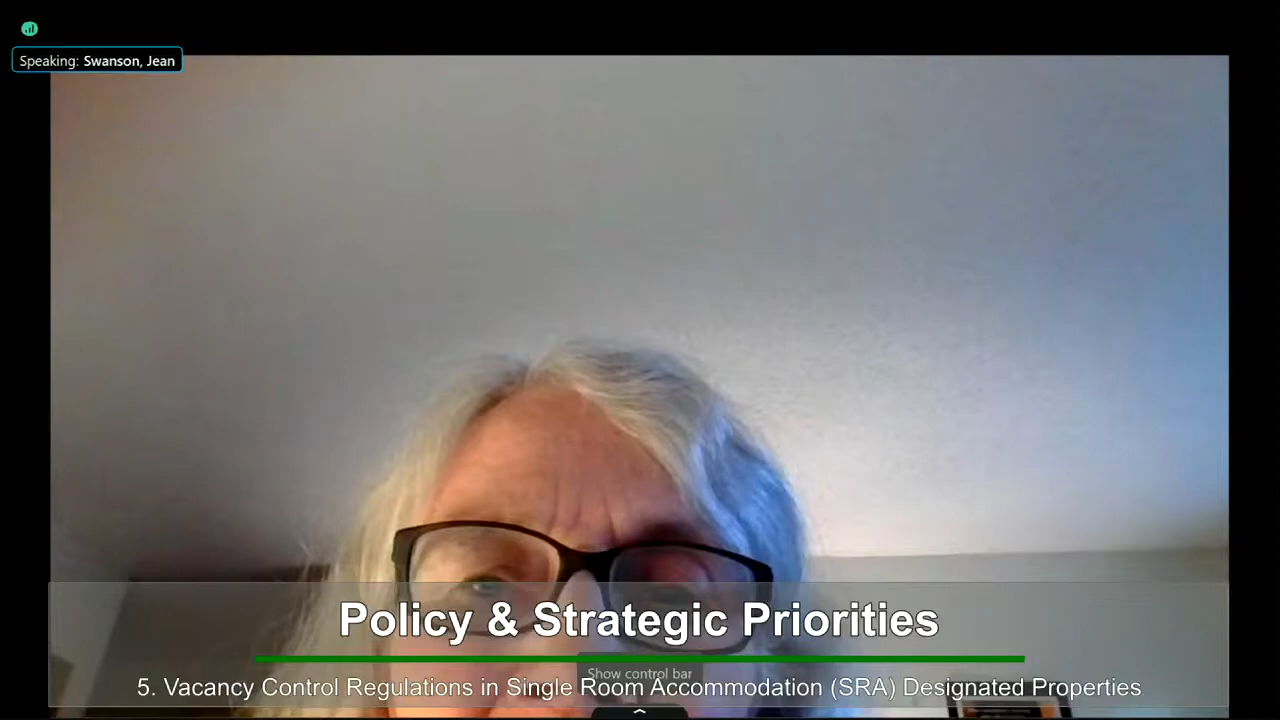 Speaking: Swanson, Jean
Policy & Strategic Priorities
Show control bar
5. Vacancy Control Regulations in Single Room Accommodation (SRA) Designated Properties